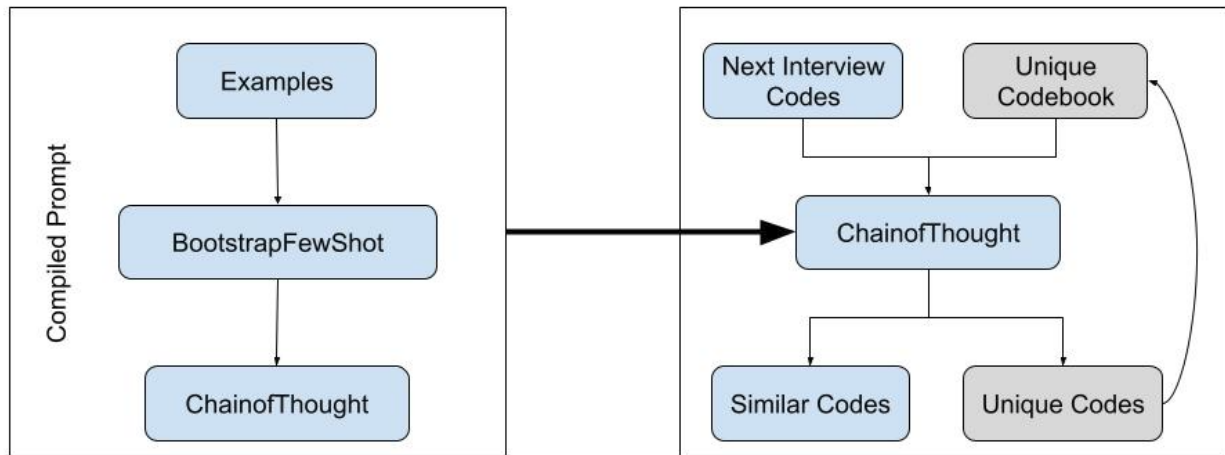 Compiled Prompt
Examples
BootstrapFewShot
ChainofThought
Next Interview
Codes
Unique
Codebook
ChainofThought
Similar Codes
Unique Codes